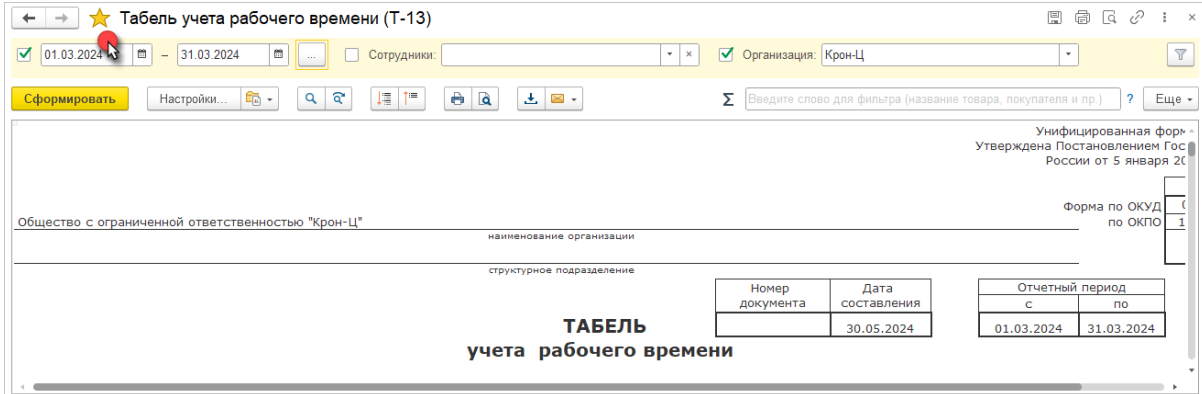 Табель учета рабочего времени (Т-13)
01.03.2024 – 31.03.2024 ... Сотрудники: Организация: Крон-Ц
Сформировать Настройки... Σ Введите слово для фильтра (название товара, покупателя и пр.) ? Еще
Унифицированная форм
Утверждена Постановлением Гос
России от 5 января 20
Форма по ОКУД
Общество с ограниченной ответственностью "Крон-Ц" по ОКПО 1
наименование организации
структурное подразделение
Номер документа Дата составления Отчетный период
с по
ТАБЕЛЬ 30.05.2024 01.03.2024 31.03.2024
учета рабочего времени